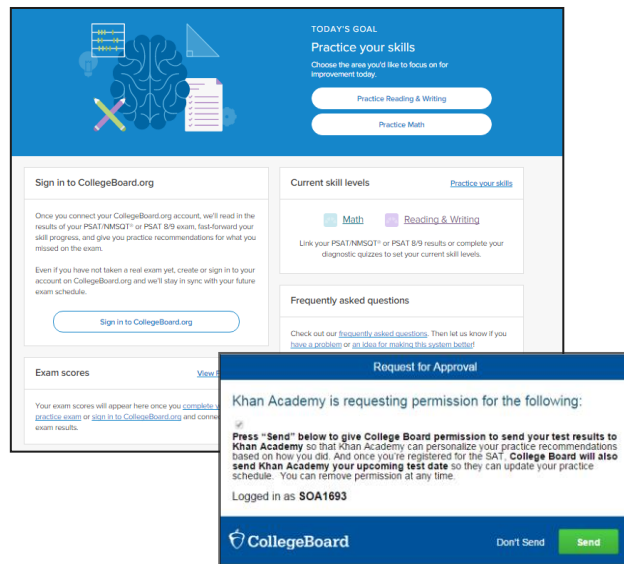 TODAY'S GOAL
Practice your skills
Choose the area you'd like to focus on for
improvement today.
Practice Reading & Writing
Practice Math
Sign in to CollegeBoard.org
Once you connect your CollegeBoard.org account, we'll read in the
results of your PSAT/NMSQT® or PSAT 8/9 exam, fast-forward your
skill progress, and give you practice recommendations for what you
missed on the exam.
Even if you have not taken a real exam yet, create or sign in to your
account on CollegeBoard.org and we'll stay in sync with your future
exam schedule.
Sign in to CollegeBoard.org
Current skill levels
Practice your skills
Math
Reading & Writing
Link your PSAT/NMSQT® or PSAT 8/9 results or complete your
diagnostic quizzes to set your current skill levels.
Frequently asked questions
Check out our frequently asked questions. Then let us know if you
have a problem or an idea for making this system better!
Exam scores
View
Your exam scores will appear here once you complete
practice exam or sign in to CollegeBoard.org and
exam results.
Request for Approval
Khan Academy is requesting permission for the following:
Press “Send” below to give College Board permission to send your test results to
Khan Academy so that Khan Academy can personalize your practice recommendations
based on how you did. And once you're registered for the SAT, College Board will also
send Khan Academy your upcoming test date so they can update your practice
schedule. You can remove permission at any time.
Logged in as SOA1693
CollegeBoard
Don't Send
Send